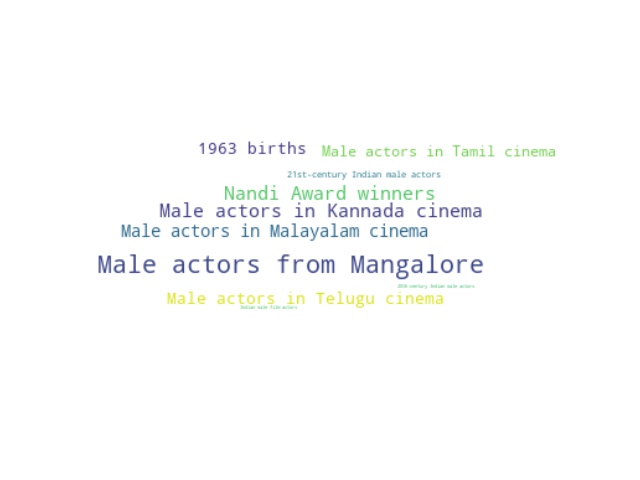 1963 births
Male actors in Tamil cinema
21st-century Indian male actors
Nandi Award winners
Male actors in Kannada cinema
Male actors in Malayalam cinema
Male actors from Mangalore
20th-century Indian male actors
Male actors in Telugu cinema
Indian male film actors